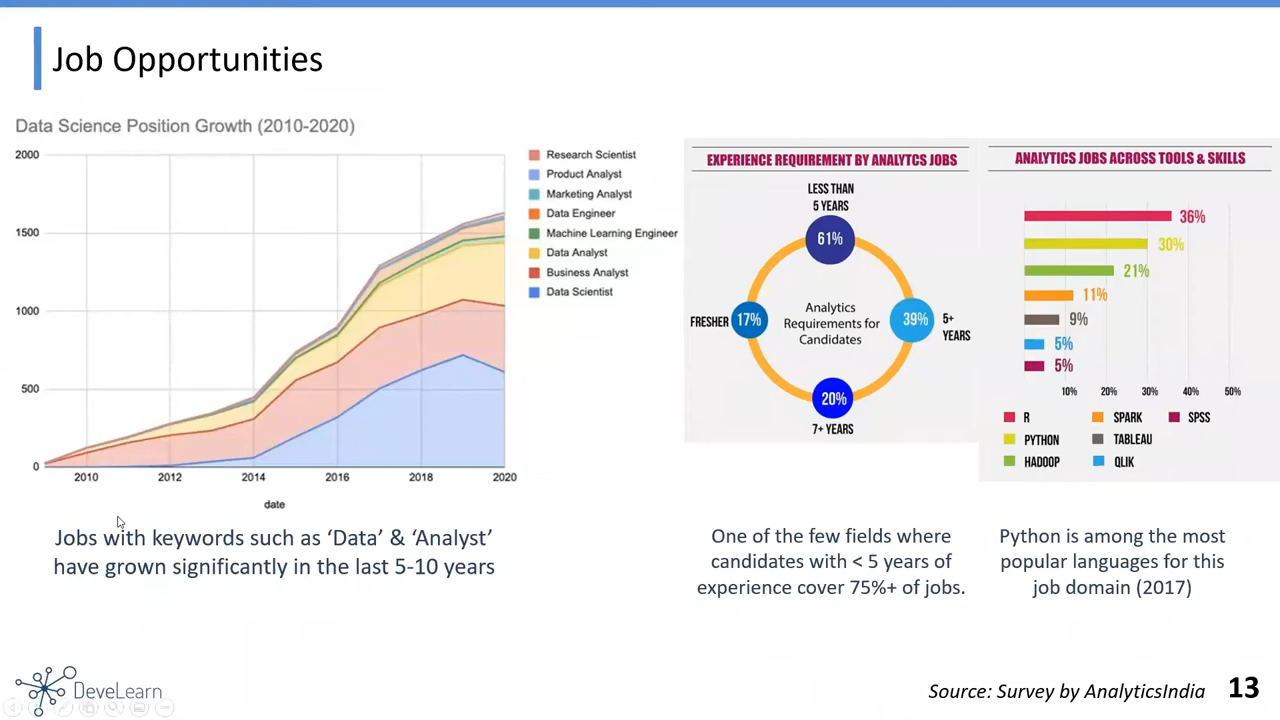 Job Opportunities
Data Science Position Growth (2010-2020)
2000
1500
1000
500
0
2010
2012
2014
2016
2018
2020
date
Research Scientist
Product Analyst
Marketing Analyst
Data Engineer
Machine Learning Engineer
Data Analyst
Business Analyst
Data Scientist
Jobs with keywords such as ‘Data’ & ‘Analyst’
have grown significantly in the last 5-10 years
EXPERIENCE REQUIREMENT BY ANALYTCS JOBS
LESS THAN
5 YEARS
61%
FRESHER
17%
Analytics
Requirements for
Candidates
39%
5+
YEARS
20%
7+ YEARS
One of the few fields where
candidates with < 5 years of
experience cover 75%+ of jobs.
ANALYTICS JOBS ACROSS TOOLS & SKILLS
36%
30%
21%
11%
9%
5%
5%
10%
20%
30%
40%
50%
R
SPARK
SPSS
PYTHON
TABLEAU
HADOOP
QLIK
Python is among the most
popular languages for this
job domain (2017)
DeveLearn
Source: Survey by AnalyticsIndia
13